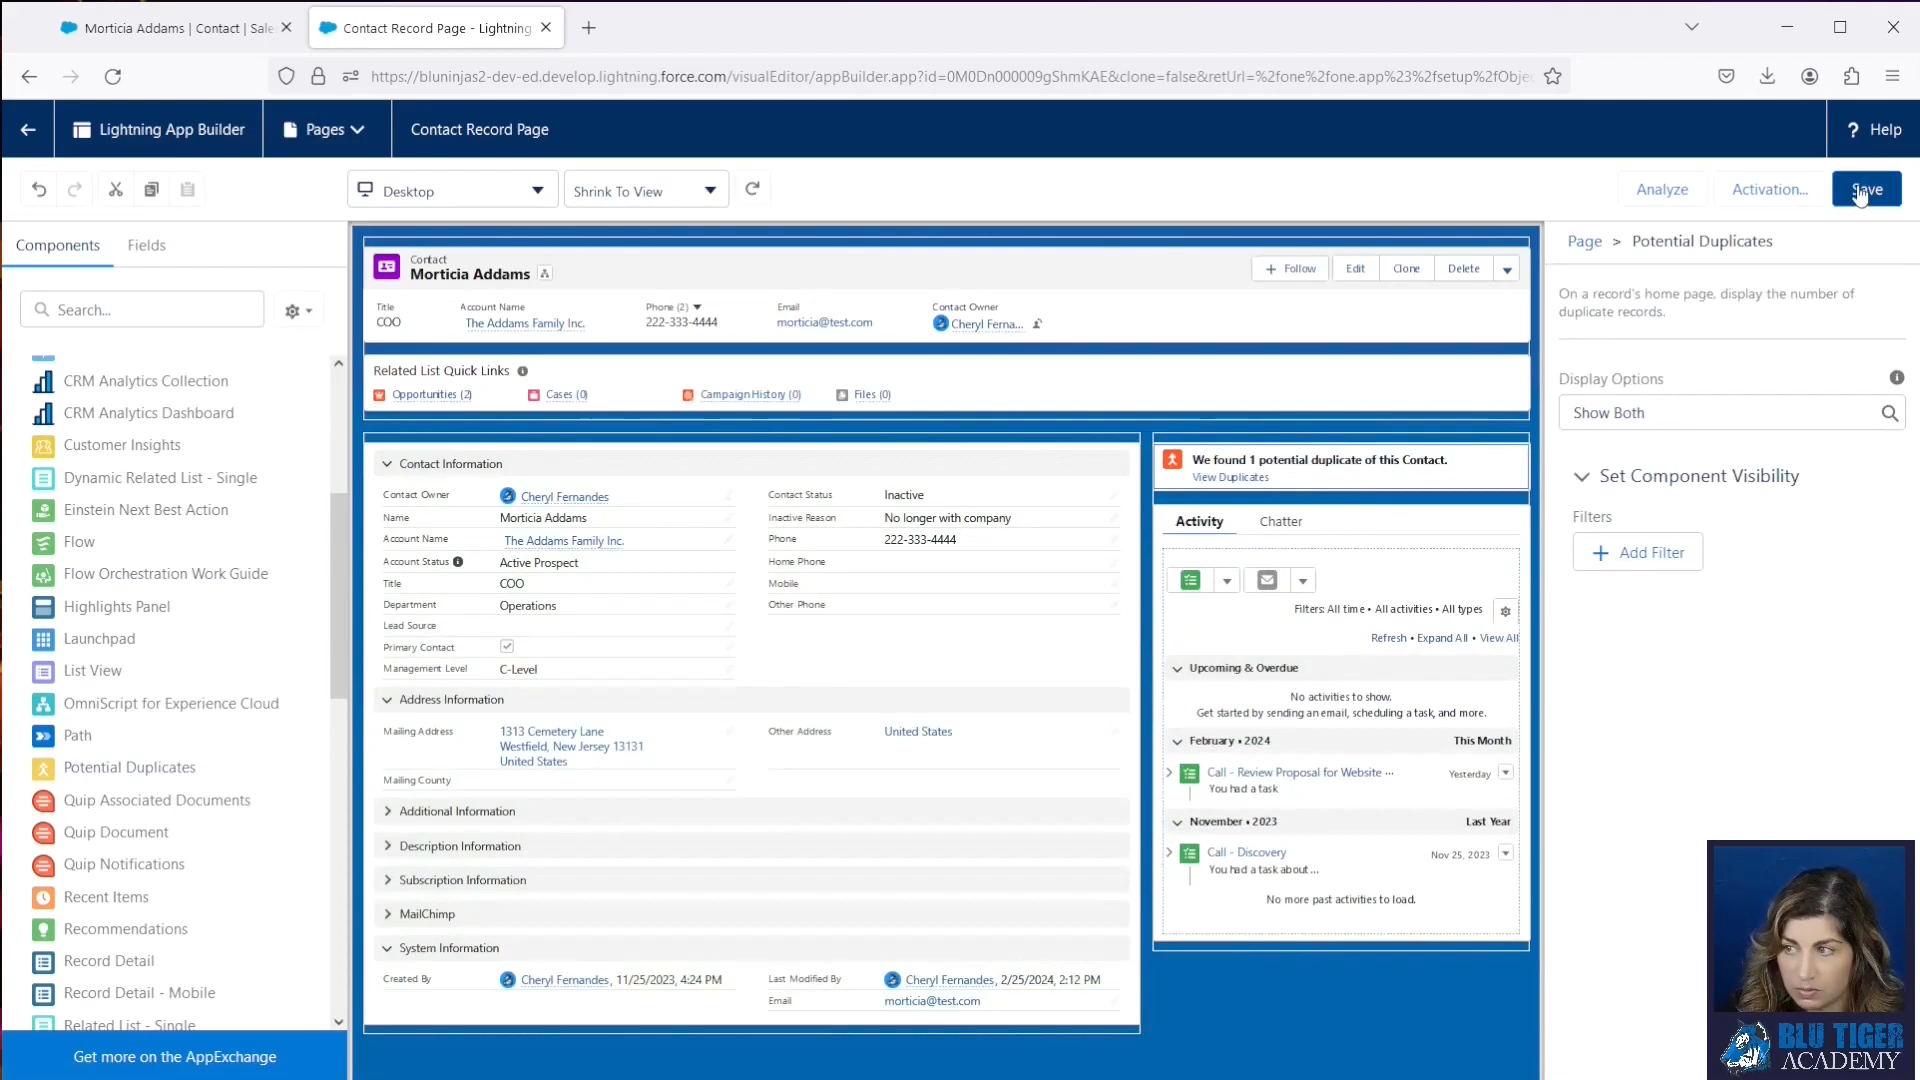 Morticia Addams | Contact | Sale
Contact Record Page - Lightning
https://bluninjas2-dev-ed.develop.lightning.force.com/visualEditor/appBuilder.app?id=0M0Dn000009gShmKAE&clone=false&retUrl=%2fone%2fone.app%23%2fsetup%2fObjec
Lightning App Builder
Pages
Contact Record Page
? Help
Desktop
Shrink To View
Analyze
Activation...
Save
Components
Fields
Search...
CRM Analytics Collection
CRM Analytics Dashboard
Customer Insights
Dynamic Related List - Single
Einstein Next Best Action
Flow
Flow Orchestration Work Guide
Highlights Panel
Launchpad
List View
OmniScript for Experience Cloud
Path
Potential Duplicates
Quip Associated Documents
Quip Document
Quip Notifications
Recent Items
Recommendations
Record Detail
Record Detail - Mobile
Related List - Single
Get more on the AppExchange
Contact
Morticia Addams
+ Follow
Edit
Clone
Delete
Title
COO
Account Name
The Addams Family Inc.
Phone (2)
222-333-4444
Email
morticia@test.com
Contact Owner
Cheryl Ferna...
Related List Quick Links
Opportunities (2)
Cases (0)
Campaign History (0)
Files (0)
Contact Information
Contact Owner
Cheryl Fernandes
Name
Morticia Addams
Account Name
The Addams Family Inc.
Account Status
Active Prospect
Title
COO
Department
Operations
Lead Source
Primary Contact
Management Level
C-Level
Contact Status
Inactive
Inactive Reason
No longer with company
Phone
222-333-4444
Home Phone
Mobile
Other Phone
Address Information
Mailing Address
1313 Cemetery Lane
Westfield, New Jersey 13131
United States
Other Address
United States
Mailing County
Additional Information
Description Information
Subscription Information
MailChimp
System Information
Created By
Cheryl Fernandes, 11/25/2023, 4:24 PM
Last Modified By
Cheryl Fernandes, 2/25/2024, 2:12 PM
Email
morticia@test.com
We found 1 potential duplicate of this Contact.
View Duplicates
Activity
Chatter
Filters: All time • All activities • All types
Refresh • Expand All • View All
Upcoming & Overdue
No activities to show.
Get started by sending an email, scheduling a task, and more.
February • 2024
This Month
Call - Review Proposal for Website ...
Yesterday
You had a task
November • 2023
Last Year
Call - Discovery
Nov 25, 2023
You had a task about ...
No more past activities to load.
Page > Potential Duplicates
On a record's home page, display the number of
duplicate records.
Display Options
Show Both
Set Component Visibility
Filters
+ Add Filter
BLU TIGER
ACADEMY